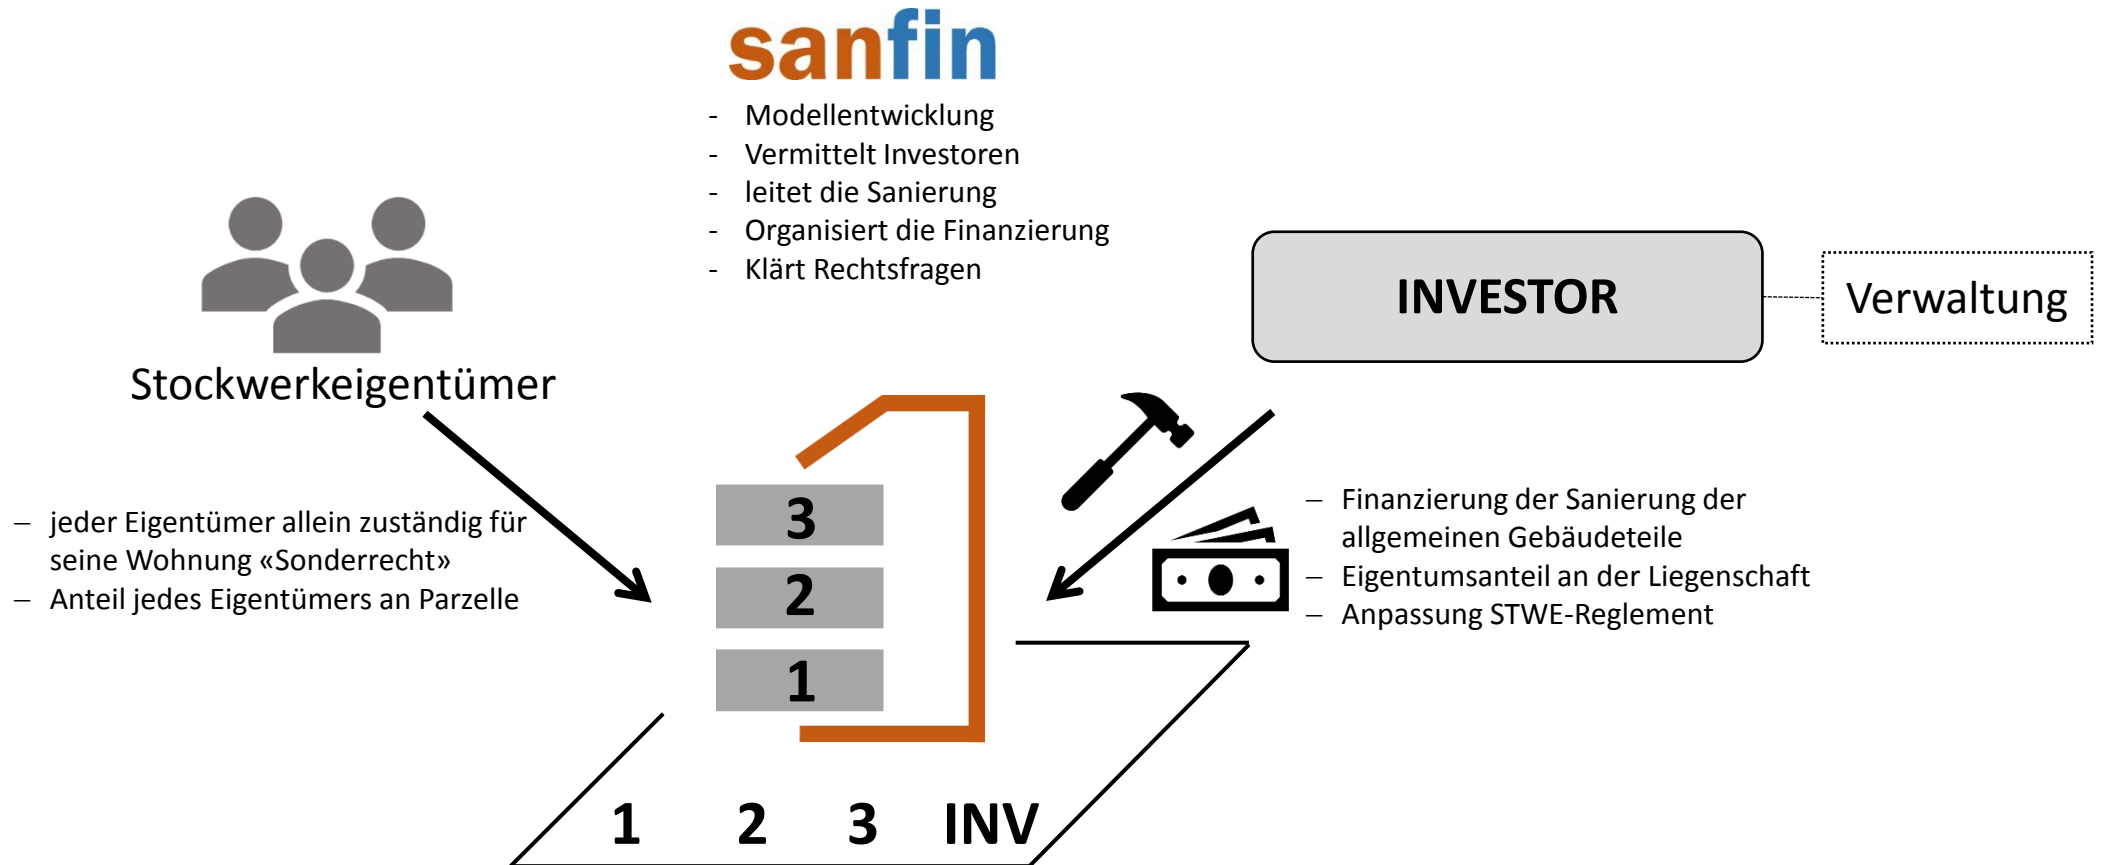 sanfin
- Modellentwicklung
- Vermittelt Investoren
- leitet die Sanierung
- Organisiert die Finanzierung
- Klärt Rechtsfragen
Stockwerkeigentümer
– jeder Eigentümer allein zuständig für
seine Wohnung «Sonderrecht»
– Anteil jedes Eigentümers an Parzelle
INVESTOR
Verwaltung
– Finanzierung der Sanierung der
allgemeinen Gebäudeteile
– Eigentumsanteil an der Liegenschaft
– Anpassung STWE-Reglement
3
2
1
1 2 3 INV